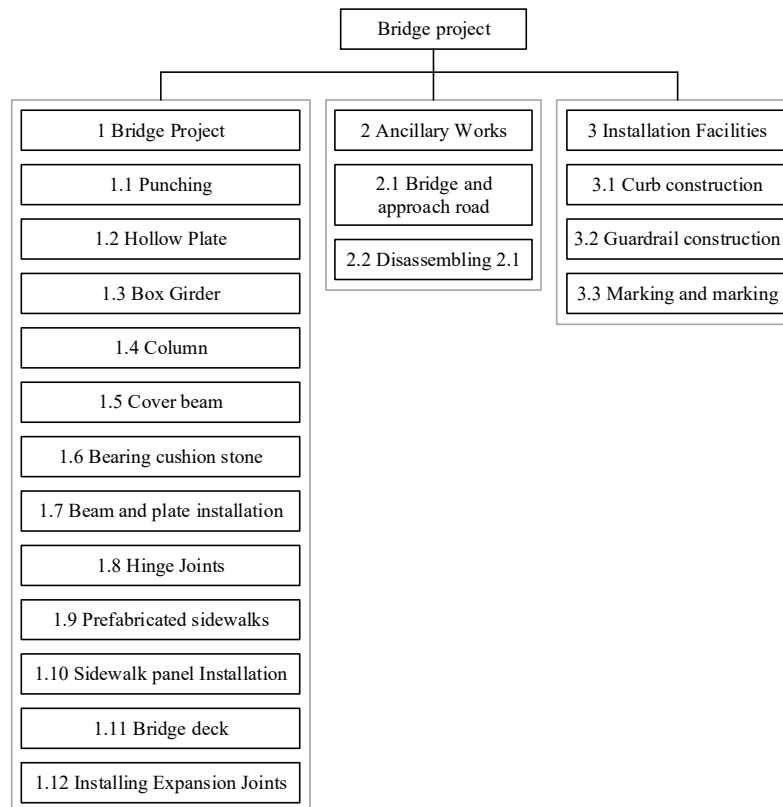 Bridge project
1 Bridge Project
1.1 Punching
1.2 Hollow Plate
1.3 Box Girder
1.4 Column
1.5 Cover beam
1.6 Bearing cushion stone
1.7 Beam and plate installation
1.8 Hinge Joints
1.9 Prefabricated sidewalks
1.10 Sidewalk panel Installation
1.11 Bridge deck
1.12 Installing Expansion Joints
2 Ancillary Works
2.1 Bridge and
approach road
2.2 Disassembling 2.1
3 Installation Facilities
3.1 Curb construction
3.2 Guardrail construction
3.3 Marking and marking